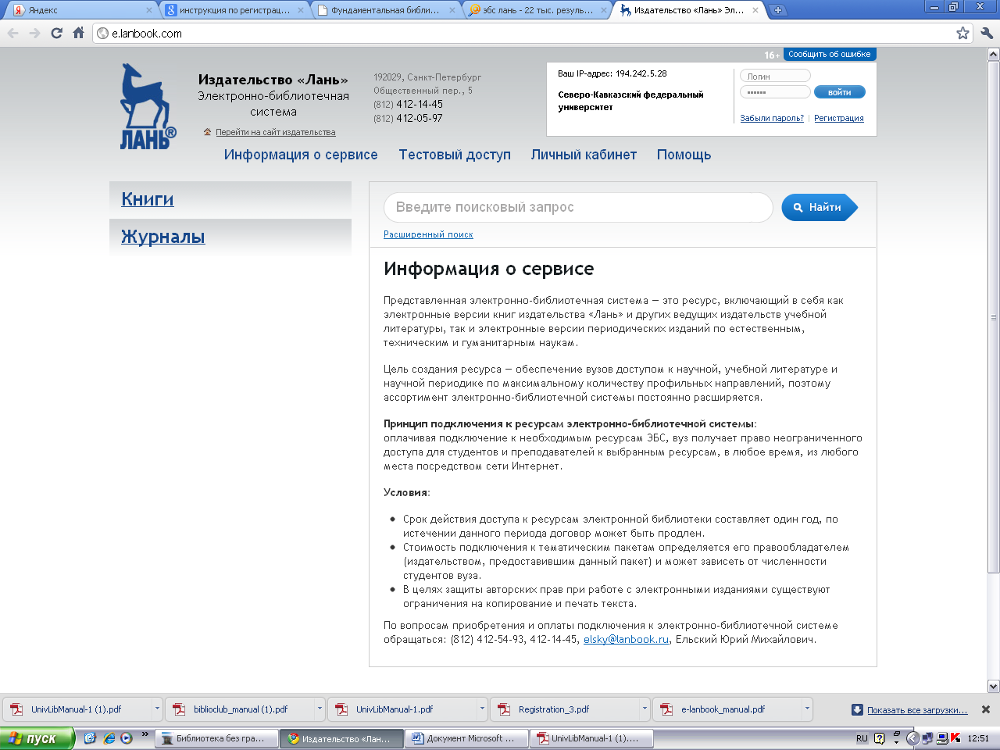 Яндекс
инструкция по регистрац...
Фундаментальная библи...
эбс лань - 22 тыс. резуль...
Издательство «Лань» Эл...
e.lanbook.com
16+ Сообщить об ошибке
ЛАНЬ®
Издательство «Лань»
Электронно-библиотечная
система
Перейти на сайт издательства
192029, Санкт-Петербург
Общественный пер., 5
(812) 412-14-45
(812) 412-05-97
Ваш IP-адрес: 194.242.5.28
Северо-Кавказский федеральный
университет
Логин
••••••
войти
Забыли пароль? | Регистрация
Информация о сервисе Тестовый доступ Личный кабинет Помощь
Книги
Журналы
Введите поисковый запрос
Найти
Расширенный поиск
Информация о сервисе
Представленная электронно-библиотечная система — это ресурс, включающий в себя как
электронные версии книг издательства «Лань» и других ведущих издательств учебной
литературы, так и электронные версии периодических изданий по естественным,
техническим и гуманитарным наукам.
Цель создания ресурса — обеспечение вузов доступом к научной, учебной литературе и
научной периодике по максимальному количеству профильных направлений, поэтому
ассортимент электронно-библиотечной системы постоянно расширяется.
Принцип подключения к ресурсам электронно-библиотечной системы:
оплачивая подключение к необходимым ресурсам ЭБС, вуз получает право неограниченного
доступа для студентов и преподавателей к выбранным ресурсам, в любое время, из любого
места посредством сети Интернет.
Условия:
• Срок действия доступа к ресурсам электронной библиотеки составляет один год, по
истечении данного периода договор может быть продлен.
• Стоимость подключения к тематическим пакетам определяется его правообладателем
(издательством, предоставившим данный пакет) и может зависеть от численности
студентов вуза.
• В целях защиты авторских прав при работе с электронными изданиями существуют
ограничения на копирование и печать текста.
По вопросам приобретения и оплаты подключения к электронно-библиотечной системе
обращаться: (812) 412-54-93, 412-14-45, elsky@lanbook.ru, Ельский Юрий Михайлович.
UnivLibManual-1 (1).pdf
biblioclub_manual (1).pdf
UnivLibManual-1.pdf
Registration_3.pdf
e-lanbook_manual.pdf
Показать все загрузки...
пуск
Библиотека без гра...
Издательство «Лан...
Документ Microsoft ...
UnivLibManual-1 (1)....
RU
12:51